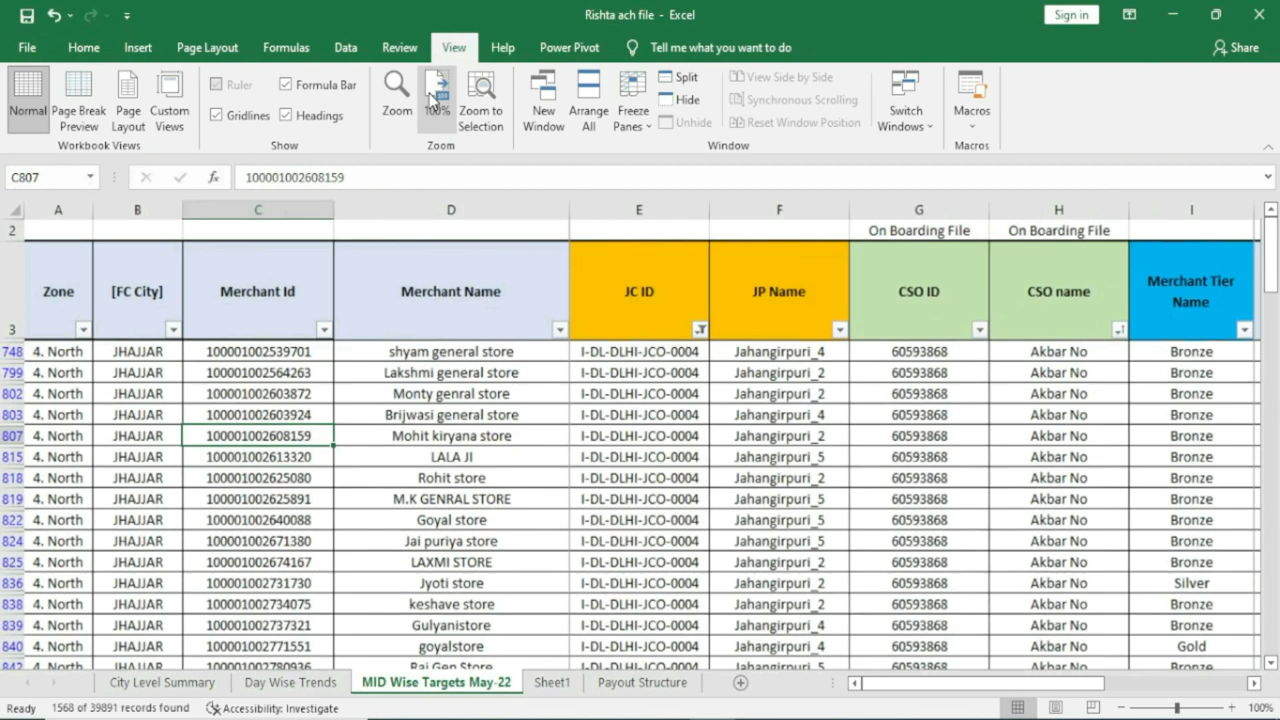 Rishta ach file - Excel
Sign in
File Home Insert Page Layout Formulas Data Review View Help Power Pivot Tell me what you want to do Share
Normal Page Break Preview Page Layout Custom Views
Workbook Views
Ruler Formula Bar
Gridlines Headings
Show
Zoom 100% Zoom to Selection
Zoom
New Window Arrange All Freeze Panes
Split
Hide
Unhide
View Side by Side
Synchronous Scrolling
Reset Window Position
Switch Windows
Window
Macros
Macros
C807 fx 100001002608159
A B C D E F G H I
2 On Boarding File On Boarding File
3 Zone [FC City] Merchant Id Merchant Name JC ID JP Name CSO ID CSO name Merchant Tier Name
748 4. North JHAJJAR 100001002539701 shyam general store I-DL-DLHI-JCO-0004 Jahangirpuri_4 60593868 Akbar No Bronze
799 4. North JHAJJAR 100001002564263 Lakshmi general store I-DL-DLHI-JCO-0004 Jahangirpuri_2 60593868 Akbar No Bronze
802 4. North JHAJJAR 100001002603872 Monty genral store I-DL-DLHI-JCO-0004 Jahangirpuri_2 60593868 Akbar No Bronze
803 4. North JHAJJAR 100001002603924 Brijwasi general store I-DL-DLHI-JCO-0004 Jahangirpuri_4 60593868 Akbar No Bronze
807 4. North JHAJJAR 100001002608159 Mohit kiryana store I-DL-DLHI-JCO-0004 Jahangirpuri_2 60593868 Akbar No Bronze
815 4. North JHAJJAR 100001002613320 LALA JI I-DL-DLHI-JCO-0004 Jahangirpuri_5 60593868 Akbar No Bronze
818 4. North JHAJJAR 100001002625080 Rohit store I-DL-DLHI-JCO-0004 Jahangirpuri_2 60593868 Akbar No Bronze
819 4. North JHAJJAR 100001002625891 M.K GENRAL STORE I-DL-DLHI-JCO-0004 Jahangirpuri_5 60593868 Akbar No Bronze
822 4. North JHAJJAR 100001002640088 Goyal store I-DL-DLHI-JCO-0004 Jahangirpuri_5 60593868 Akbar No Bronze
824 4. North JHAJJAR 100001002671380 Jai puriya store I-DL-DLHI-JCO-0004 Jahangirpuri_5 60593868 Akbar No Bronze
825 4. North JHAJJAR 100001002674167 LAXMI STORE I-DL-DLHI-JCO-0004 Jahangirpuri_2 60593868 Akbar No Bronze
836 4. North JHAJJAR 100001002731730 Jyoti store I-DL-DLHI-JCO-0004 Jahangirpuri_2 60593868 Akbar No Silver
838 4. North JHAJJAR 100001002734075 keshave store I-DL-DLHI-JCO-0004 Jahangirpuri_2 60593868 Akbar No Bronze
839 4. North JHAJJAR 100001002737321 Gulyanistore I-DL-DLHI-JCO-0004 Jahangirpuri_4 60593868 Akbar No Bronze
840 4. North JHAJJAR 100001002771551 goyalstore I-DL-DLHI-JCO-0004 Jahangirpuri_4 60593868 Akbar No Gold
842 4. North JHAJJAR 100001002780936 Raj Gen Store I-DL-DLHI-JCO-0004 Jahangirpuri_5 60593868 Akbar No Bronze
City Level Summary Day Wise Trends MID Wise Targets May-22 Sheet1 Payout Structure
Ready 1568 of 39891 records found Accessibility: Investigate 100%